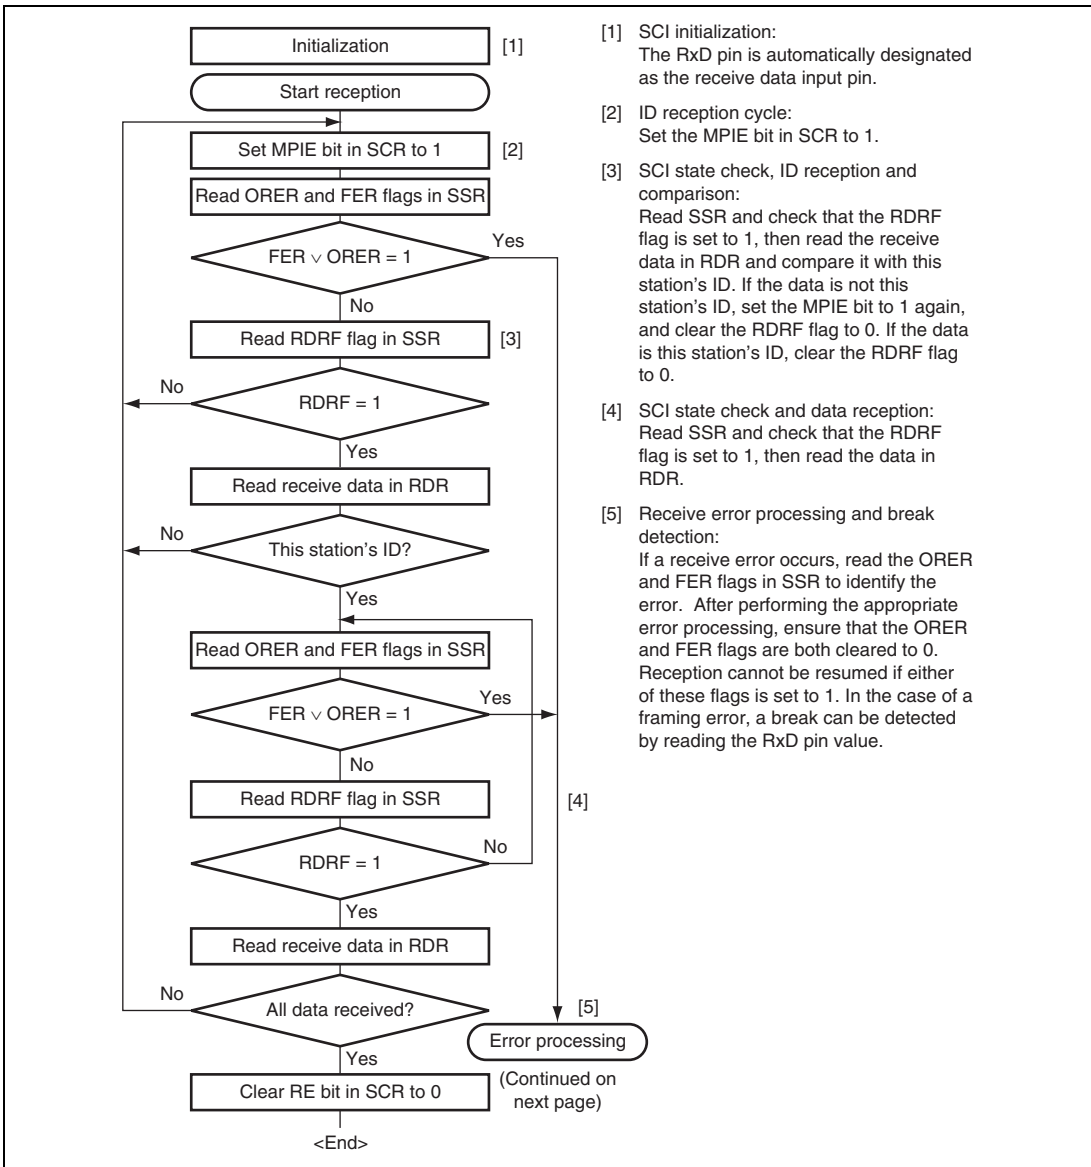 Initialization [1]
Start reception
Set MPIE bit in SCR to 1 [2]
Read ORER and FER flags in SSR
FER ∨ ORER = 1
Yes
No
Read RDRF flag in SSR [3]
No
RDRF = 1
Yes
Read receive data in RDR
No
This station's ID?
Yes
Read ORER and FER flags in SSR
Yes
FER ∨ ORER = 1
No
Read RDRF flag in SSR
[4]
No
RDRF = 1
Yes
Read receive data in RDR
No
All data received?
[5]
Error processing
Yes
(Continued on
next page)
Clear RE bit in SCR to 0
<End>
[1] SCI initialization:
The RxD pin is automatically designated
as the receive data input pin.
[2] ID reception cycle:
Set the MPIE bit in SCR to 1.
[3] SCI state check, ID reception and
comparison:
Read SSR and check that the RDRF
flag is set to 1, then read the receive
data in RDR and compare it with this
station's ID. If the data is not this
station's ID, set the MPIE bit to 1 again,
and clear the RDRF flag to 0. If the data
is this station's ID, clear the RDRF flag
to 0.
[4] SCI state check and data reception:
Read SSR and check that the RDRF
flag is set to 1, then read the data in
RDR.
[5] Receive error processing and break
detection:
If a receive error occurs, read the ORER
and FER flags in SSR to identify the
error.  After performing the appropriate
error processing, ensure that the ORER
and FER flags are both cleared to 0.
Reception cannot be resumed if either
of these flags is set to 1. In the case of a
framing error, a break can be detected
by reading the RxD pin value.